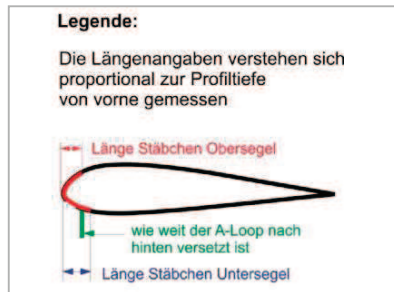 Legende:
Die Längenangaben verstehen sich
proportional zur Profiltiefe
von vorne gemessen
Länge Stäbchen Obersegel
wie weit der A-Loop nach
hinten versetzt ist
Länge Stäbchen Untersegel